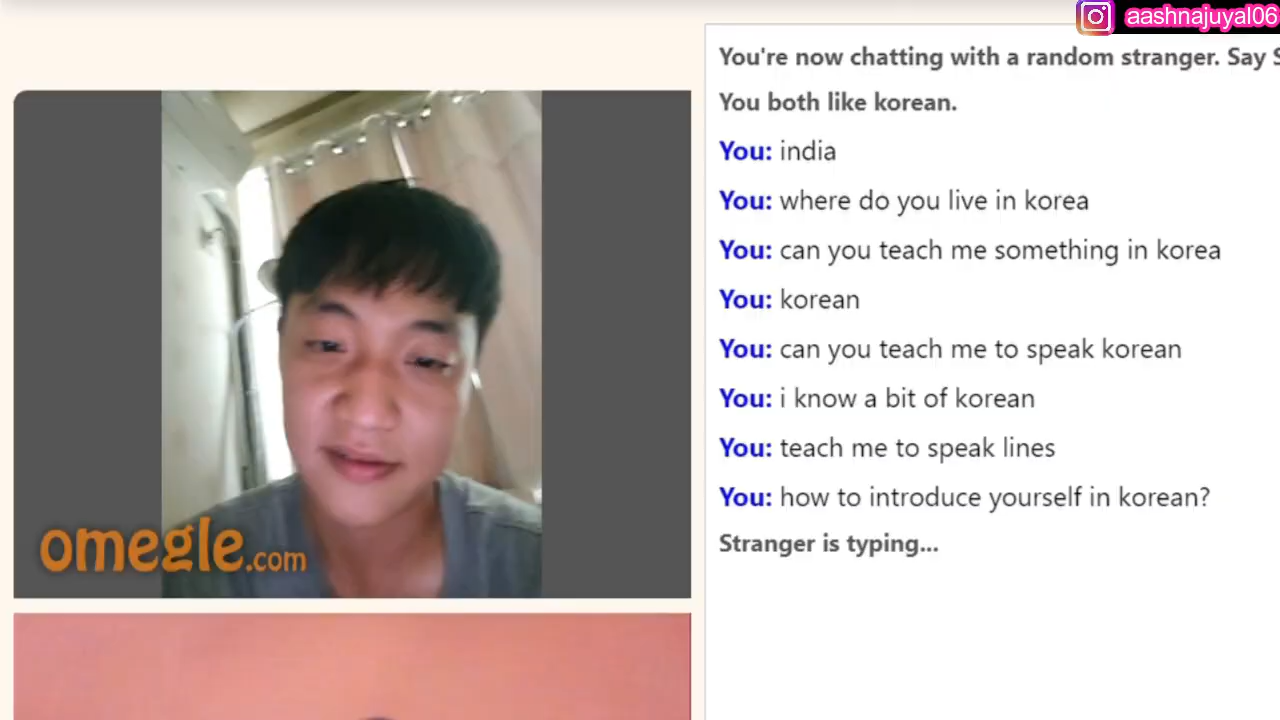 aashnajuyal06
You're now chatting with a random stranger. Say
You both like korean.
You: india
You: where do you live in korea
You: can you teach me something in korea
You: korean
You: can you teach me to speak korean
You: i know a bit of korean
You: teach me to speak lines
You: how to introduce yourself in korean?
Stranger is typing...
omegle.com